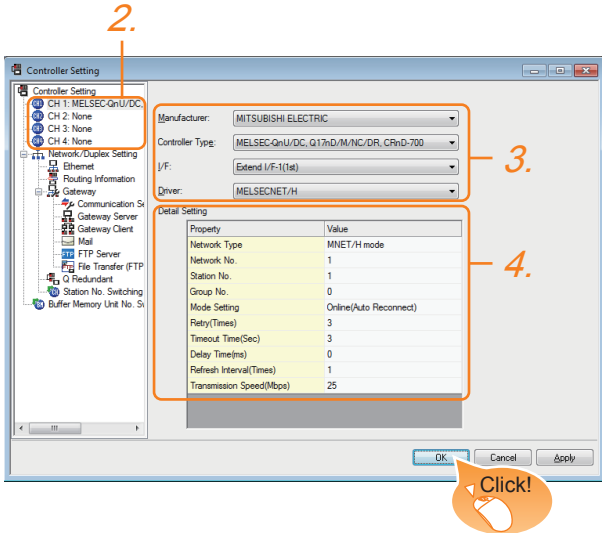 2.
Controller Setting
Controller Setting
CH 1: MELSEC-QnU/DC,
CH 2: None
CH 3: None
CH 4: None
Network/Duplex Setting
Ethernet
Routing Information
Gateway
Communication Se
Gateway Server
Gateway Client
Mail
FTP Server
File Transfer (FTP
Q Redundant
Station No. Switching
Buffer Memory Unit No. Sw
Manufacturer: MITSUBISHI ELECTRIC
Controller Type: MELSEC-QnU/DC, Q17nD/M/NC/DR, CRnD-700
I/F: Extend I/F-1(1st)
Driver: MELSECNET/H
3.
Detail Setting
Property Value
Network Type MNET/H mode
Network No. 1
Station No. 1
Group No. 0
Mode Setting Online(Auto Reconnect)
Retry(Times) 3
Timeout Time(Sec) 3
Delay Time(ms) 0
Refresh Interval(Times) 1
Transmission Speed(Mbps) 25
4.
OK Cancel Apply
Click!